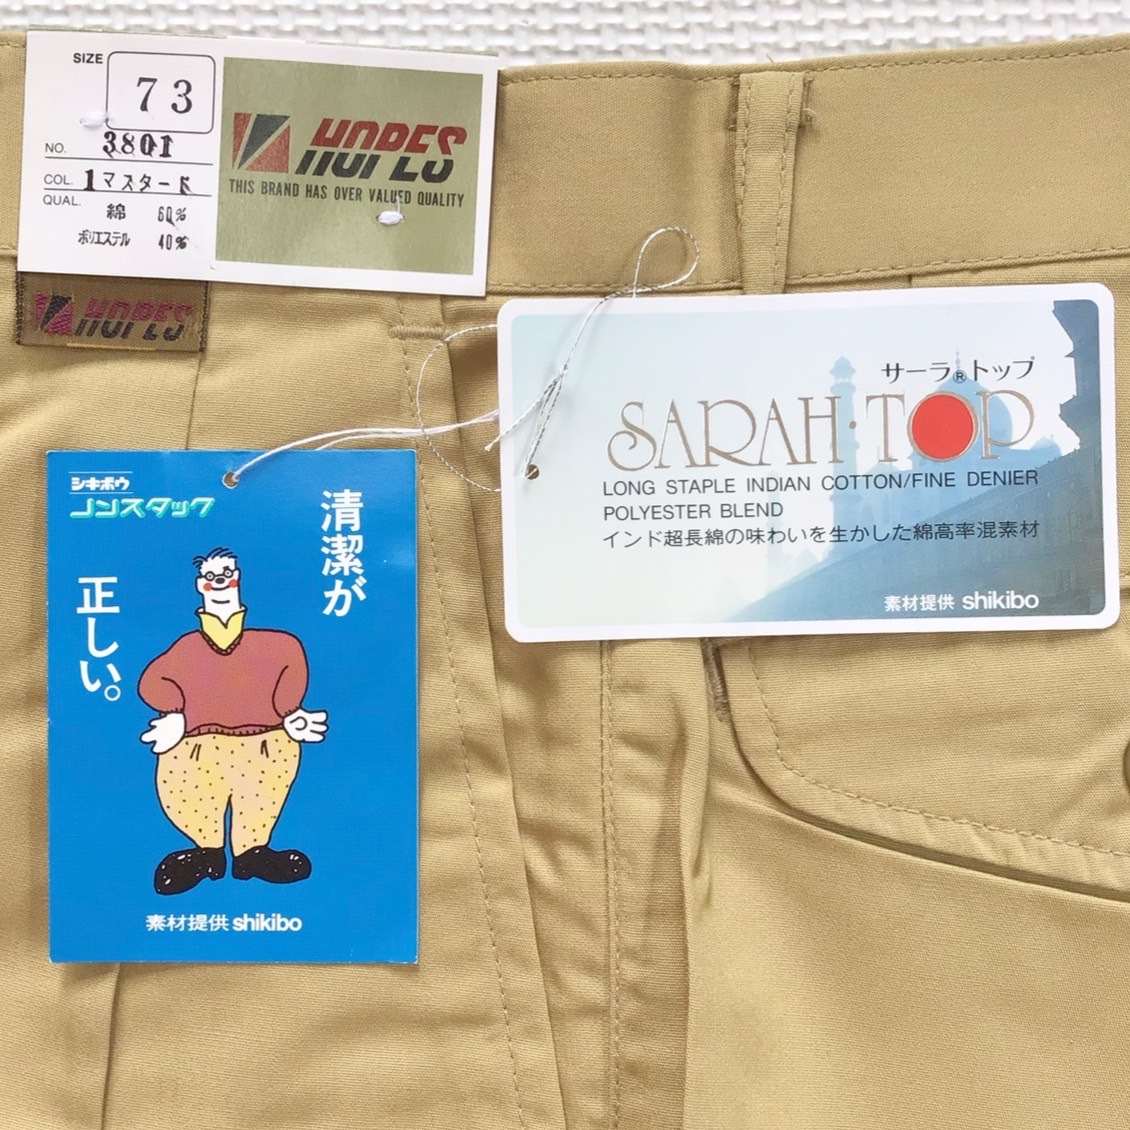 SIZE 73
NO. 3801
COL. 1 マスタード
QUAL. 綿 60%
ポリエステル 40%
HOPES
THIS BRAND HAS OVER VALUED QUALITY
HOPES
サーラ®トップ
SARAH·TOP
LONG STAPLE INDIAN COTTON/FINE DENIER
POLYESTER BLEND
インド超長綿の味わいを生かした綿高率混素材
素材提供 shikibo
シキボウ
ノンスタック
清潔が
正しい。
素材提供 shikibo